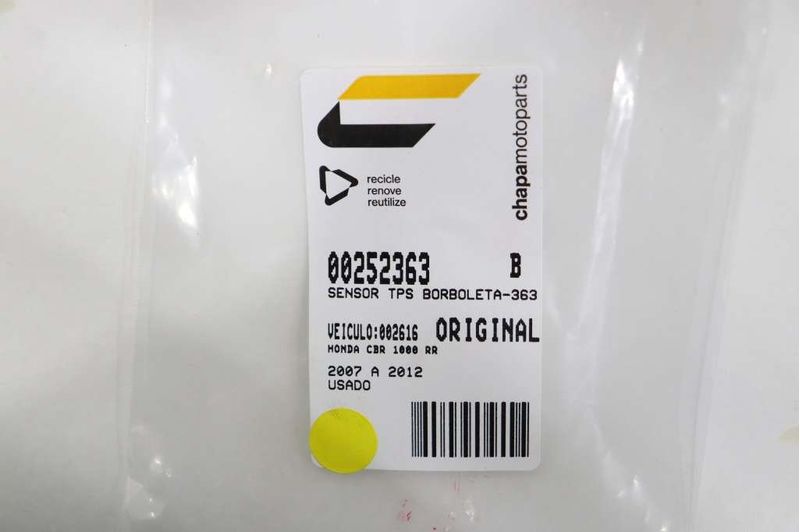 chapamotoparts
recicle
renove
reutilize
00252363 B
SENSOR TPS BORBOLETA-363
VEICULO:002616 ORIGINAL
HONDA CBR 1000 RR
2007 A 2012
USADO